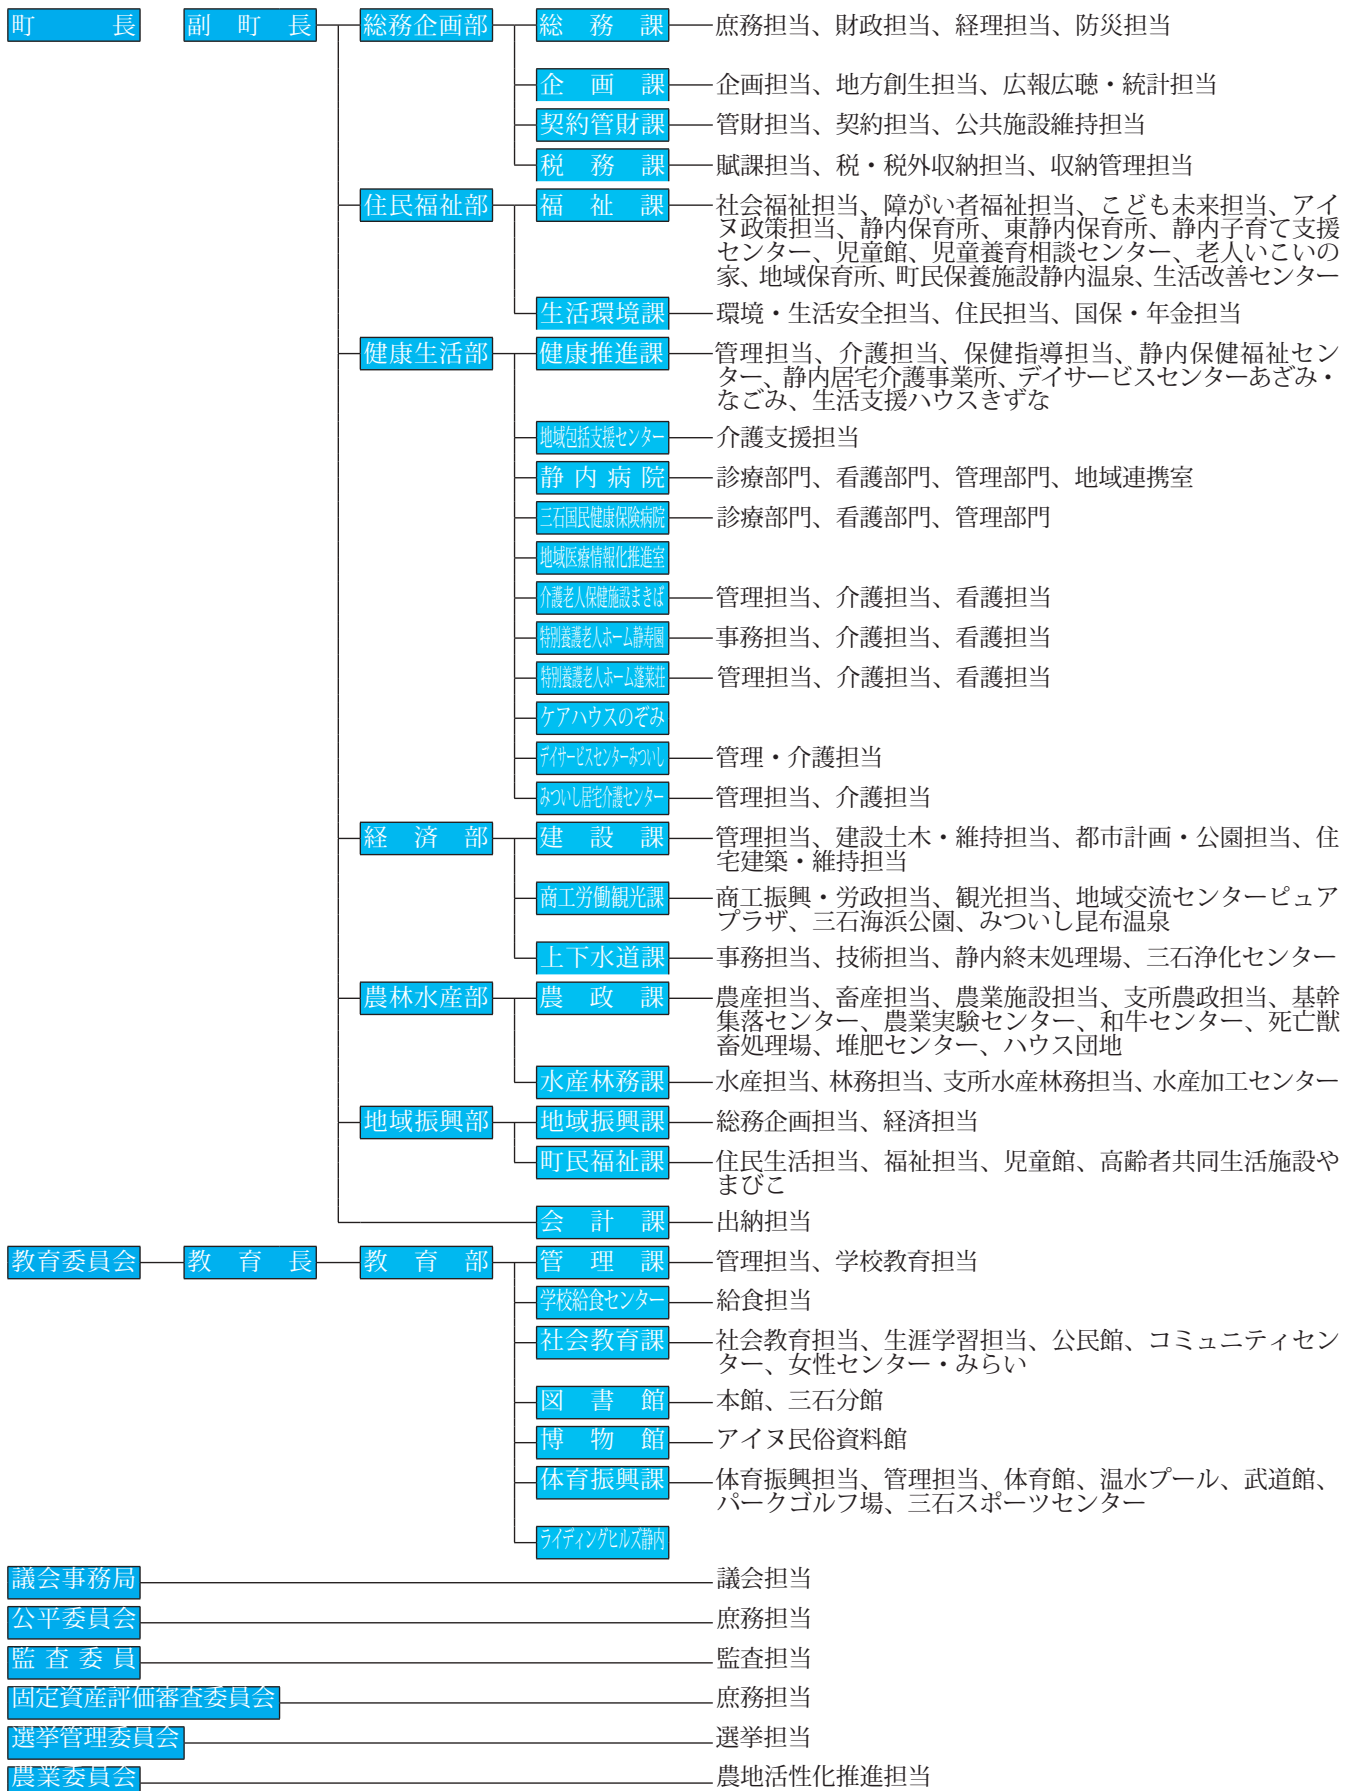 町長 副町長 総務企画部 総務課 庶務担当、財政担当、経理担当、防災担当
企画課 企画担当、地方創生担当、広報広聴・統計担当
契約管財課 管財担当、契約担当、公共施設維持担当
税務課 賦課担当、税・税外収納担当、収納管理担当
住民福祉部 福祉課 社会福祉担当、障がい者福祉担当、こども未来担当、アイ
ヌ政策担当、静内保育所、東静内保育所、静内子育て支援
センター、児童館、児童養育相談センター、老人いこいの
家、地域保育所、町民保養施設静内温泉、生活改善センター
生活環境課 環境・生活安全担当、住民担当、国保・年金担当
健康生活部 健康推進課 管理担当、介護担当、保健指導担当、静内保健福祉セン
ター、静内居宅介護事業所、デイサービスセンターあざみ・
なごみ、生活支援ハウスきずな
地域包括支援センター 介護支援担当
静内病院 診療部門、看護部門、管理部門、地域連携室
三石国民健康保険病院 診療部門、看護部門、管理部門
地域医療情報化推進室
介護老人保健施設まきば 管理担当、介護担当、看護担当
特別養護老人ホーム静寿園 事務担当、介護担当、看護担当
特別養護老人ホーム蓬莱荘 管理担当、介護担当、看護担当
ケアハウスのぞみ
デイサービスセンターみついし 管理・介護担当
みついし居宅介護センター 管理担当、介護担当
経済部 建設課 管理担当、建設土木・維持担当、都市計画・公園担当、住
宅建築・維持担当
商工労働観光課 商工振興・労政担当、観光担当、地域交流センターピュア
プラザ、三石海浜公園、みついし昆布温泉
上下水道課 事務担当、技術担当、静内終末処理場、三石浄化センター
農林水産部 農政課 農産担当、畜産担当、農業施設担当、支所農政担当、基幹
集落センター、農業実験センター、和牛センター、死亡獣
畜処理場、堆肥センター、ハウス団地
水産林務課 水産担当、林務担当、支所水産林務担当、水産加工センター
地域振興部 地域振興課 総務企画担当、経済担当
町民福祉課 住民生活担当、福祉担当、児童館、高齢者共同生活施設や
まびこ
会計課 出納担当
教育委員会 教育長 教育部 管理課 管理担当、学校教育担当
学校給食センター 給食担当
社会教育課 社会教育担当、生涯学習担当、公民館、コミュニティセン
ター、女性センター・みらい
図書館 本館、三石分館
博物館 アイヌ民俗資料館
体育振興課 体育振興担当、管理担当、体育館、温水プール、武道館、
パークゴルフ場、三石スポーツセンター
ライディングヒルズ静内
議会事務局 議会担当
公平委員会 庶務担当
監査委員 監査担当
固定資産評価審査委員会 庶務担当
選挙管理委員会 選挙担当
農業委員会 農地活性化推進担当